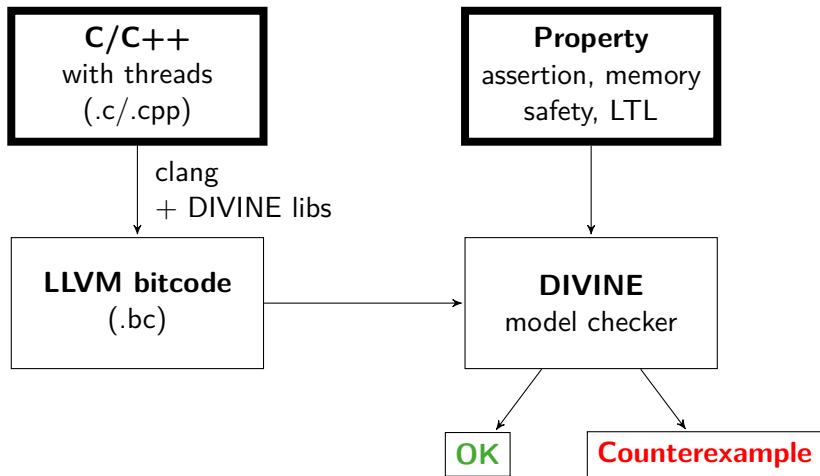 C/C++
with threads
(.c/.cpp)
Property
assertion, memory
safety, LTL
clang
+ DIVINE libs
LLVM bitcode
(.bc)
DIVINE
model checker
OK
Counterexample